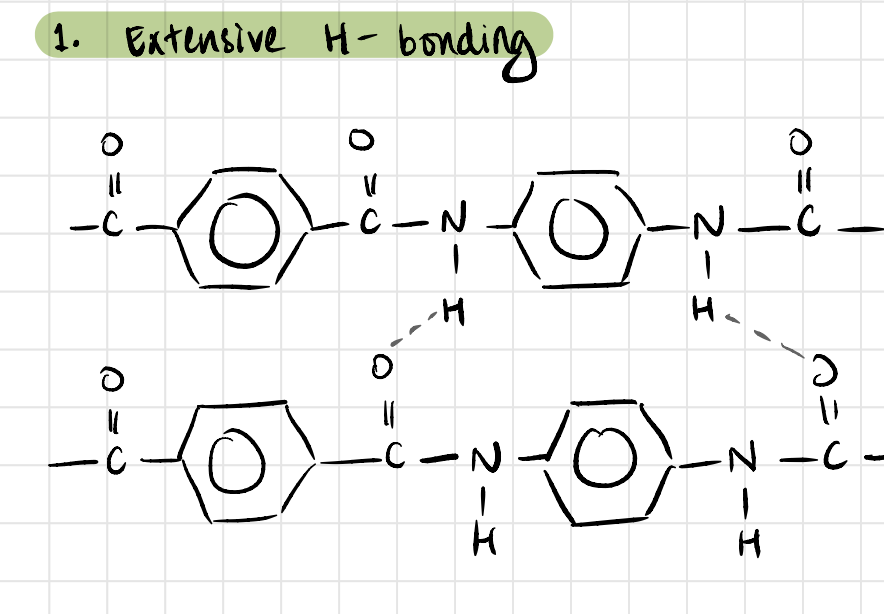 1. Extensive H- bonding
O O O
C C N N C
H H
O O O
C C N N C
H H